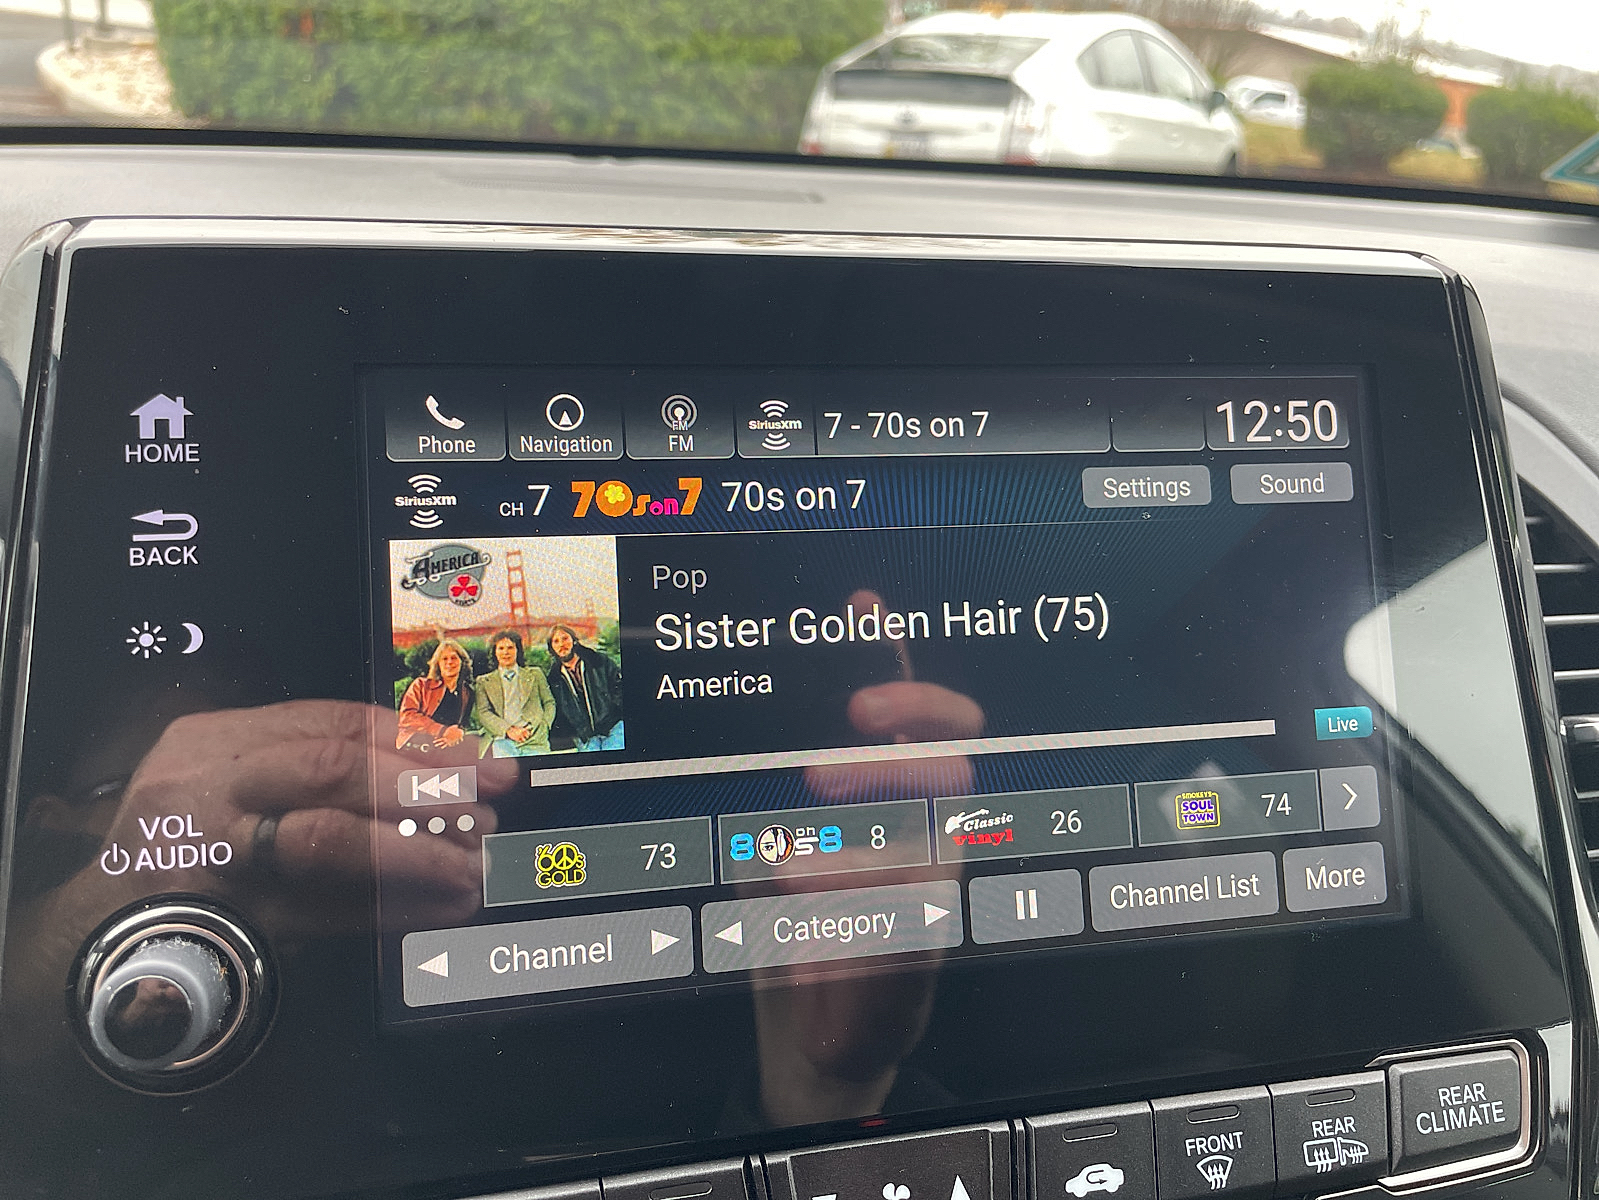 HOME
BACK
VOL
AUDIO
Phone
Navigation
FM
FM
SiriusXm
7 - 70s on 7
12:50
SiriusXm
CH 7
70s on 7
70s on 7
Settings
Sound
AMERICA
Pop
Sister Golden Hair (75)
America
Live
60s
GOLD
73
80s on 8
8
Classic
vinyl
26
SMOKEY'S
SOUL
TOWN
74
Channel
Category
Channel List
More
FRONT
REAR
REAR
CLIMATE